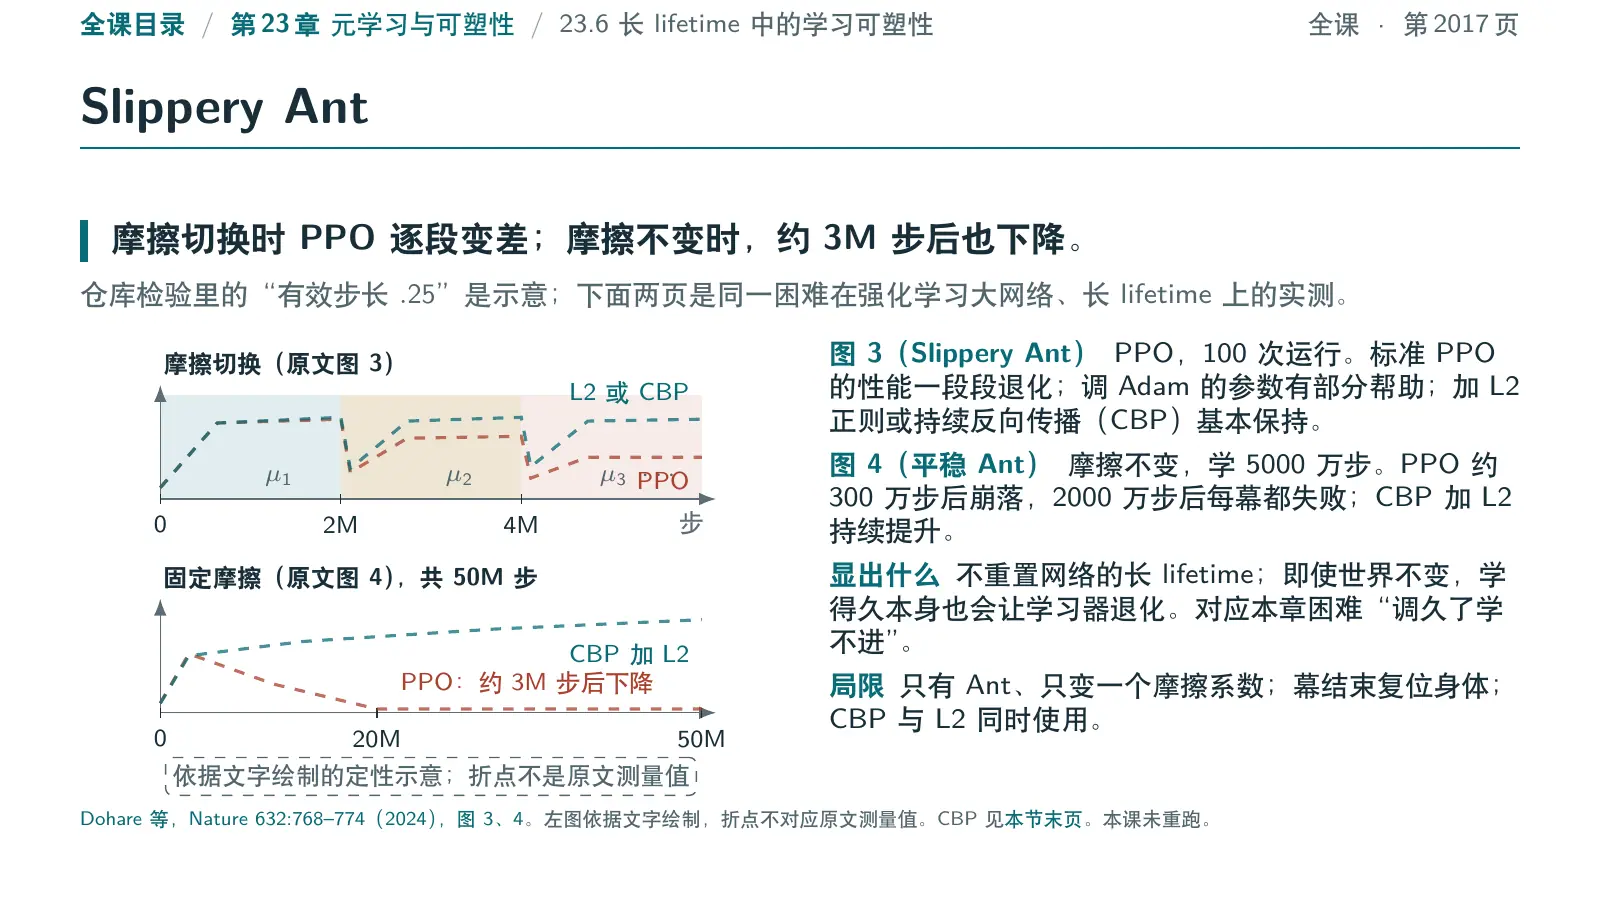 全课目录 / 第 23 章 元学习与可塑性 / 23.6 长 lifetime 中的学习可塑性
全课 · 第 2017 页
Slippery Ant
摩擦切换时 PPO 逐段变差；摩擦不变时，约 3M 步后也下降。
仓库检验里的“有效步长 .25”是示意；下面两页是同一困难在强化学习大网络、长 lifetime 上的实测。
摩擦切换（原文图 3）
L2 或 CBP
μ1
μ2
μ3
PPO
0
2M
4M
步
固定摩擦（原文图 4），共 50M 步
CBP 加 L2
PPO：约 3M 步后下降
0
20M
50M
依据文字绘制的定性示意；折点不是原文测量值
图 3（Slippery Ant） PPO，100 次运行。标准 PPO
的性能一段段退化；调 Adam 的参数有部分帮助；加 L2
正则或持续反向传播（CBP）基本保持。
图 4（平稳 Ant） 摩擦不变，学 5000 万步。PPO 约
300 万步后崩落，2000 万步后每幕都失败；CBP 加 L2
持续提升。
显出什么 不重置网络的长 lifetime；即使世界不变，学
得久本身也会让学习器退化。对应本章困难“调久了学
不进”。
局限 只有 Ant、只变一个摩擦系数；幕结束复位身体；
CBP 与 L2 同时使用。
Dohare 等，Nature 632:768–774（2024），图 3、4。左图依据文字绘制，折点不对应原文测量值。CBP 见本节末页。本课未重跑。